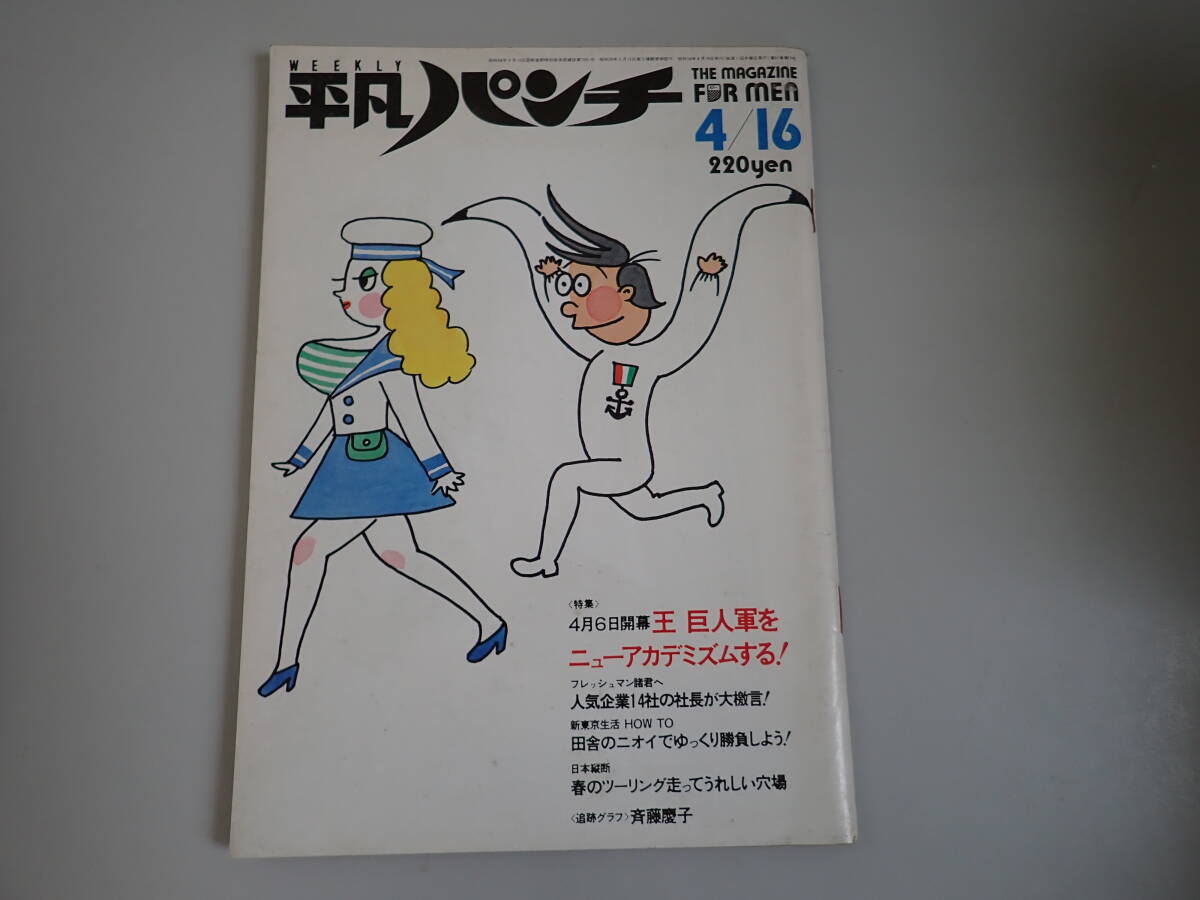 WEEKLY
平凡パンチ
THE MAGAZINE
FOR MEN
4/16
220yen
〈特集〉
4月6日開幕 王 巨人軍を
ニューアカデミズムする!
フレッシュマン諸君へ
人気企業14社の社長が大檄言!
新東京生活 HOW TO
田舎のニオイでゆっくり勝負しよう!
日本縦断
春のツーリング走ってうれしい穴場
〈追跡グラフ〉斉藤慶子